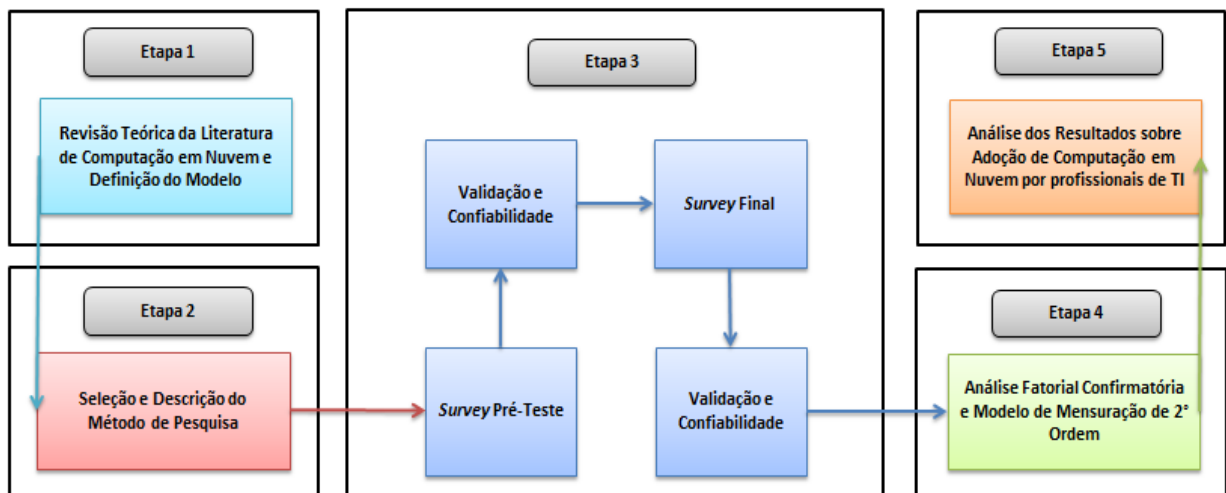 Etapa 1
Revisão Teórica da Literatura
de Computação em Nuvem e
Definição do Modelo
Etapa 2
Seleção e Descrição do
Método de Pesquisa
Etapa 3
Survey Pré-Teste
Validação e
Confiabilidade
Survey Final
Validação e
Confiabilidade
Etapa 4
Análise Fatorial Confirmatória
e Modelo de Mensuração de 2°
Ordem
Etapa 5
Análise dos Resultados sobre
Adoção de Computação em
Nuvem por profissionais de TI